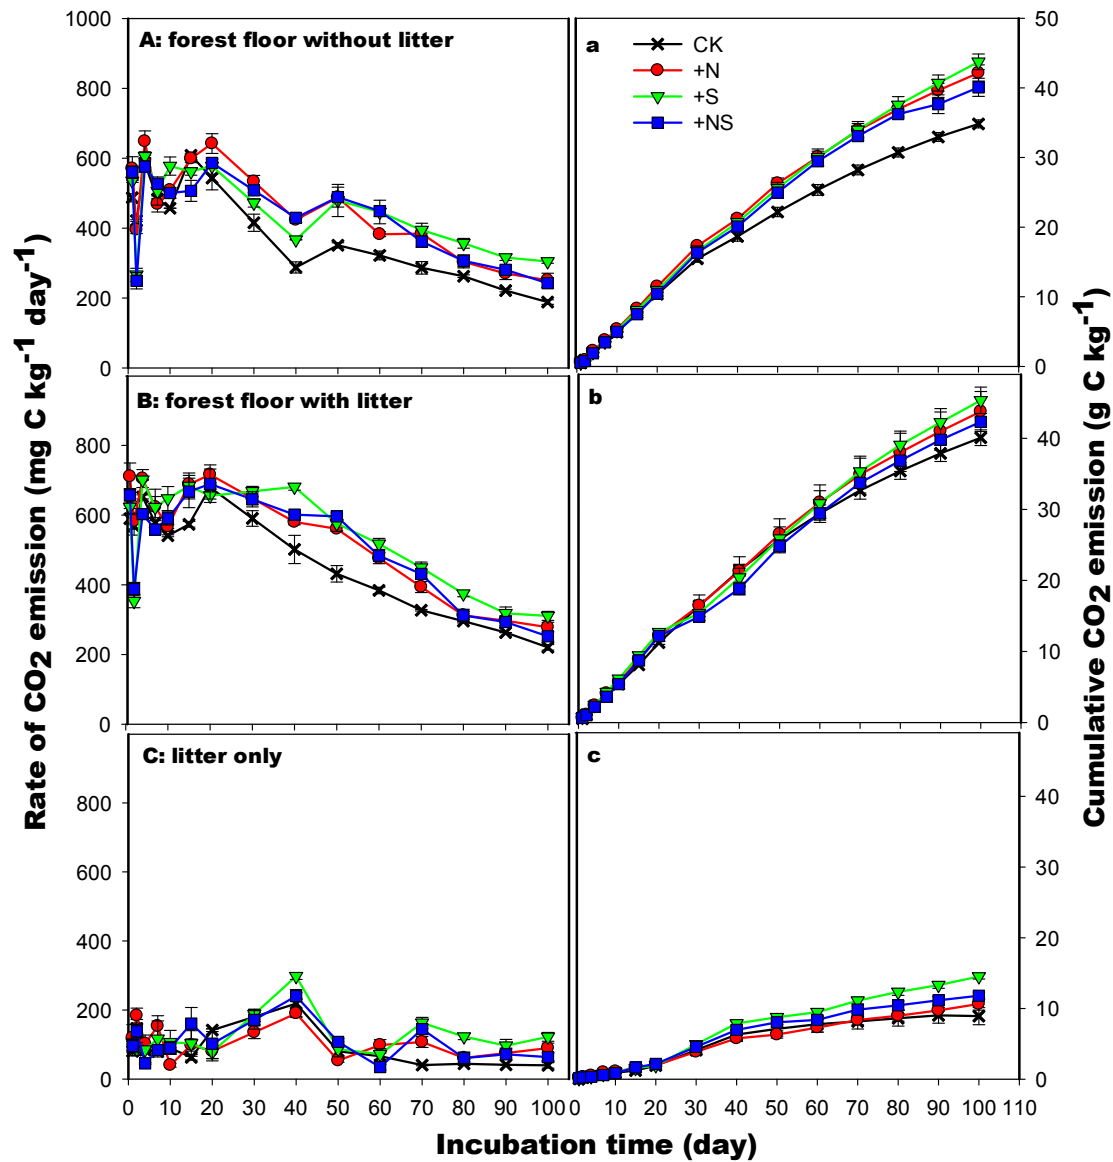 Rate of CO2 emission (mg C kg-1 day-1)
1000
800
600
400
200
0
A: forest floor without litter
a
CK
+N
+S
+NS
50
40
30
20
10
0
800
600
400
200
0
B: forest floor with litter
b
40
30
20
10
0
800
600
400
200
0
C: litter only
c
40
30
20
10
0
0 10 20 30 40 50 60 70 80 90 100
0 10 20 30 40 50 60 70 80 90 100 110
Incubation time (day)
Cumulative CO2 emission (g C kg-1)